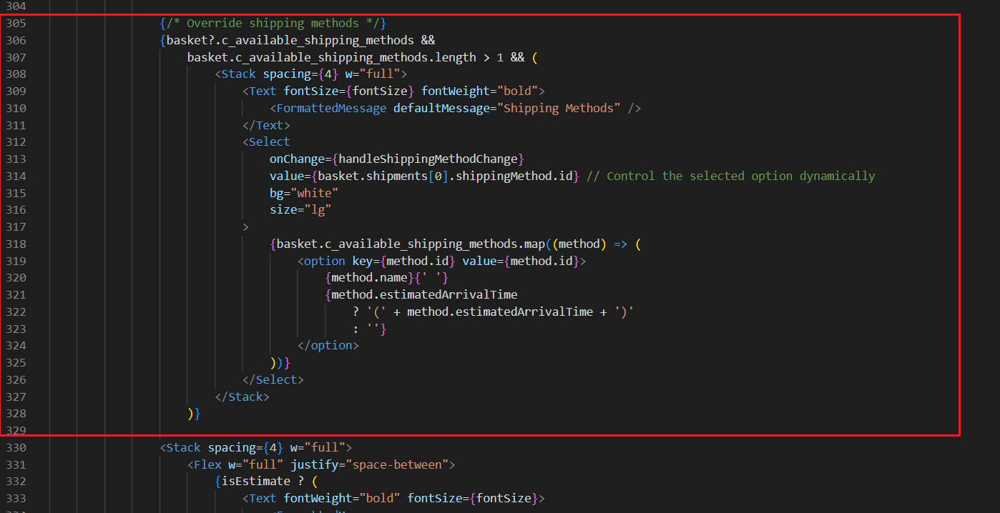 304
305 {/* Override shipping methods */}
306 {basket?.c_available_shipping_methods &&
307 basket.c_available_shipping_methods.length > 1 && (
308 <Stack spacing={4} w="full">
309 <Text fontSize={fontSize} fontWeight="bold">
310 <FormattedMessage defaultMessage="Shipping Methods" />
311 </Text>
312 <Select
313 onChange={handleShippingMethodChange}
314 value={basket.shipments[0].shippingMethod.id} // Control the selected option dynamically
315 bg="white"
316 size="lg"
317 >
318 {basket.c_available_shipping_methods.map((method) => (
319 <option key={method.id} value={method.id}>
320 {method.name}{' '}
321 {method.estimatedArrivalTime
322 ? '(' + method.estimatedArrivalTime + ')'
323 : ''}
324 </option>
325 ))}
326 </Select>
327 </Stack>
328 )}
329
330 <Stack spacing={4} w="full">
331 <Flex w="full" justify="space-between">
332 {isEstimate ? (
333 <Text fontWeight="bold" fontSize={fontSize}>